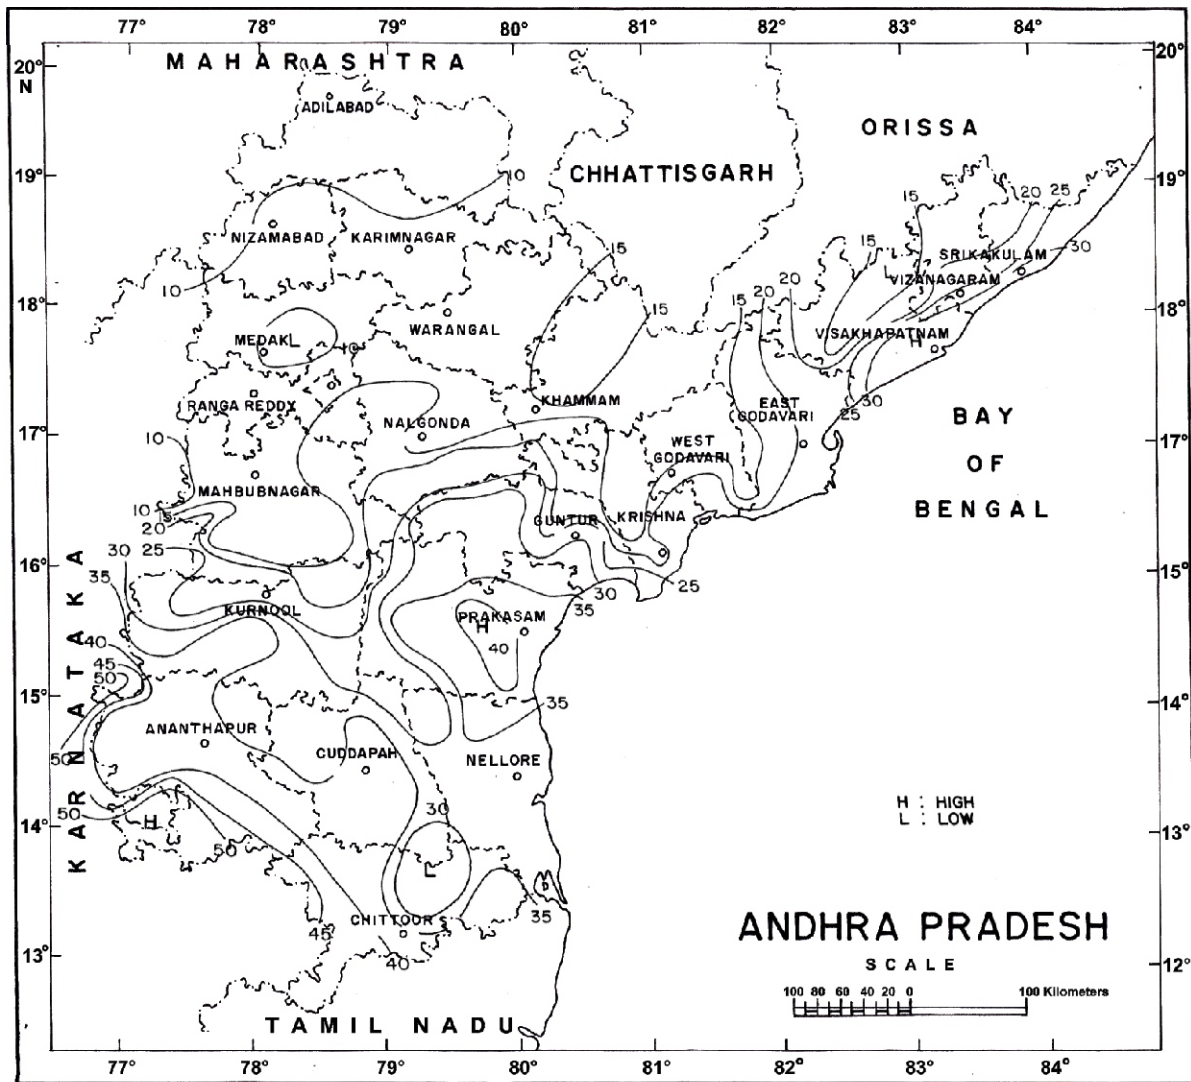 77° 78° 79° 80° 81° 82° 83° 84°
20° N
20°
MAHARASHTRA
ADILABAD
ORISSA
CHHATTISGARH
19°
19°
10
15
20
25
NIZAMABAD
KARIMNAGAR
15
15
30
SRIKAKULAM
VIZANAGARAM
10
18°
18°
20
20
15
15
MEDAK
L
WARANGAL
VISAKHAPATNAM
H
10
RANGA REDDY
KHAMMAM
EAST GODAVARI
25
30
NALGONDA
BAY
OF
BENGAL
17°
17°
10
WEST GODAVARI
MAHBUBNAGAR
10
15
20
GUNTUR
KRISHNA
30
25
16°
15°
35
25
30
35
KURNOOL
PRAKASAM
H
40
KARNATAKA
40
45
50
15°
14°
35
ANANTHAPUR
CUDDAPAH
NELLORE
50
30
50
H
H : HIGH
L : LOW
14°
13°
50
L
CHITTOOR
35
45
40
ANDHRA PRADESH
13°
12°
SCALE
100 80 60 40 20 0 100 Kilometers
TAMIL NADU
77° 78° 79° 80° 81° 82° 83° 84°